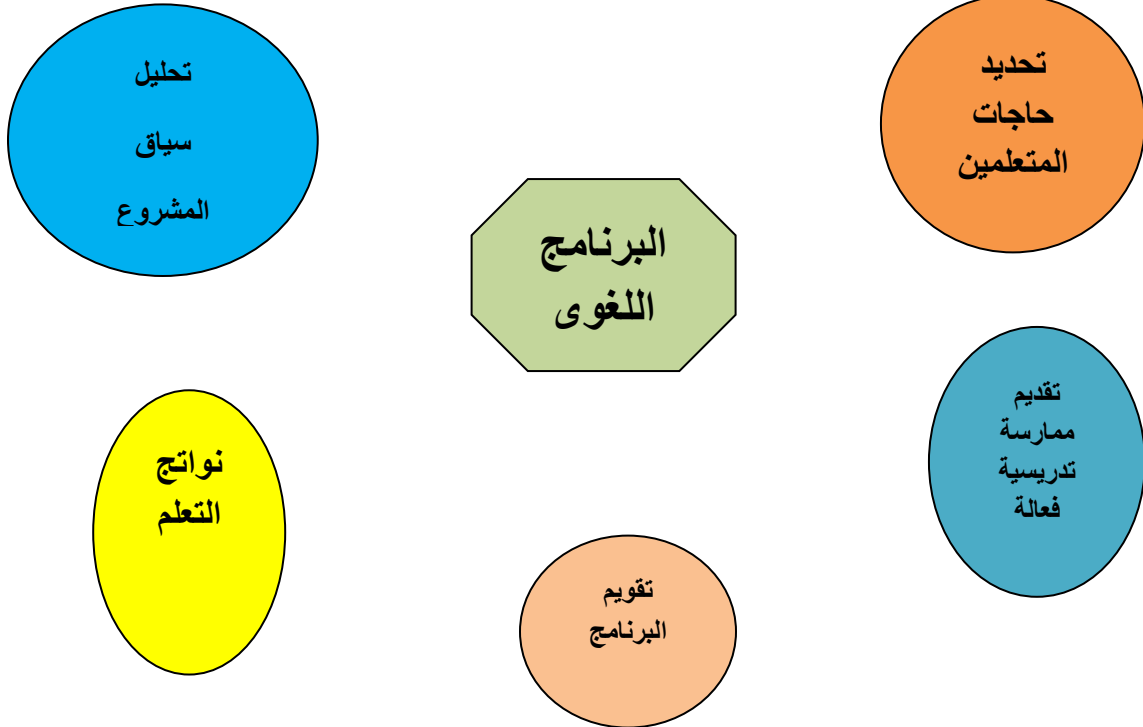 تحديد
حاجات
المتعلمين
تحليل
سياق
المشروع
البرنامج
اللغوى
تقديم
ممارسة
تدريسية
فعالة
نواتج
التعلم
تقويم
البرنامج